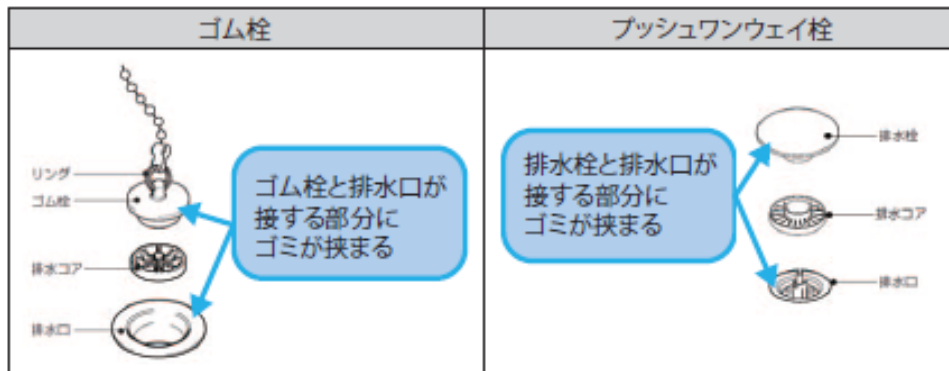 ゴム栓
プッシュワンウェイ栓
リング
ゴム栓
排水コア
排水口
ゴム栓と排水口が
接する部分に
ゴミが挟まる
排水栓と排水口が
接する部分に
ゴミが挟まる
排水栓
排水コア
排水口